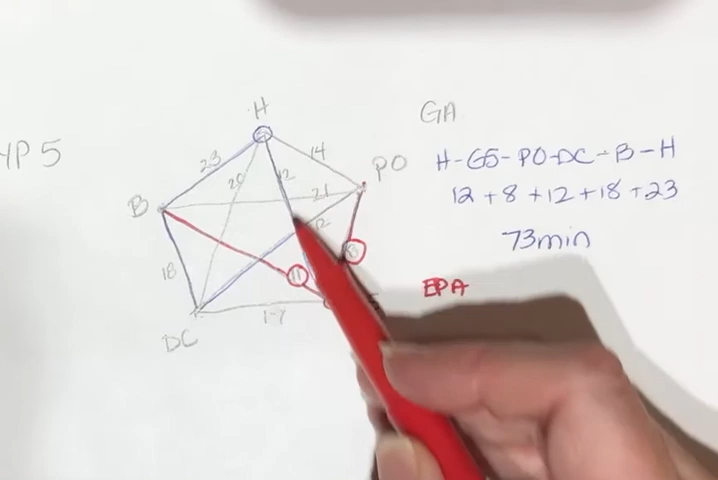 YP 5
H
GA
23
14
PO
H-GS-PO-DC-B-H
20
12
21
12+8+12+18+23
B
12
73min
18
11
8
EPA
17
DC